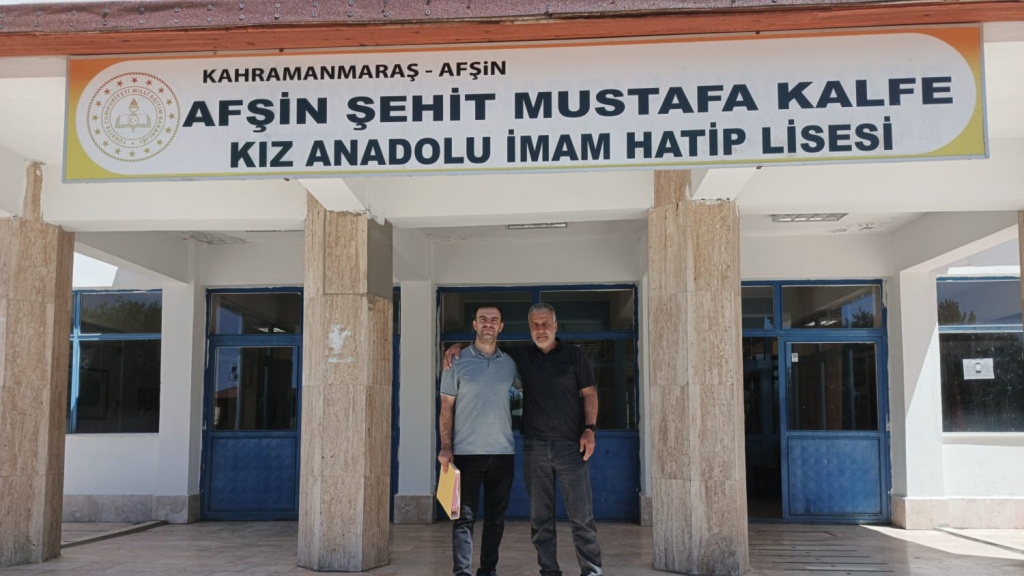 KAHRAMANMARAŞ - AFŞİN
AFŞİN ŞEHİT MUSTAFA KALFE
KIZ ANADOLU İMAM HATİP LİSESİ